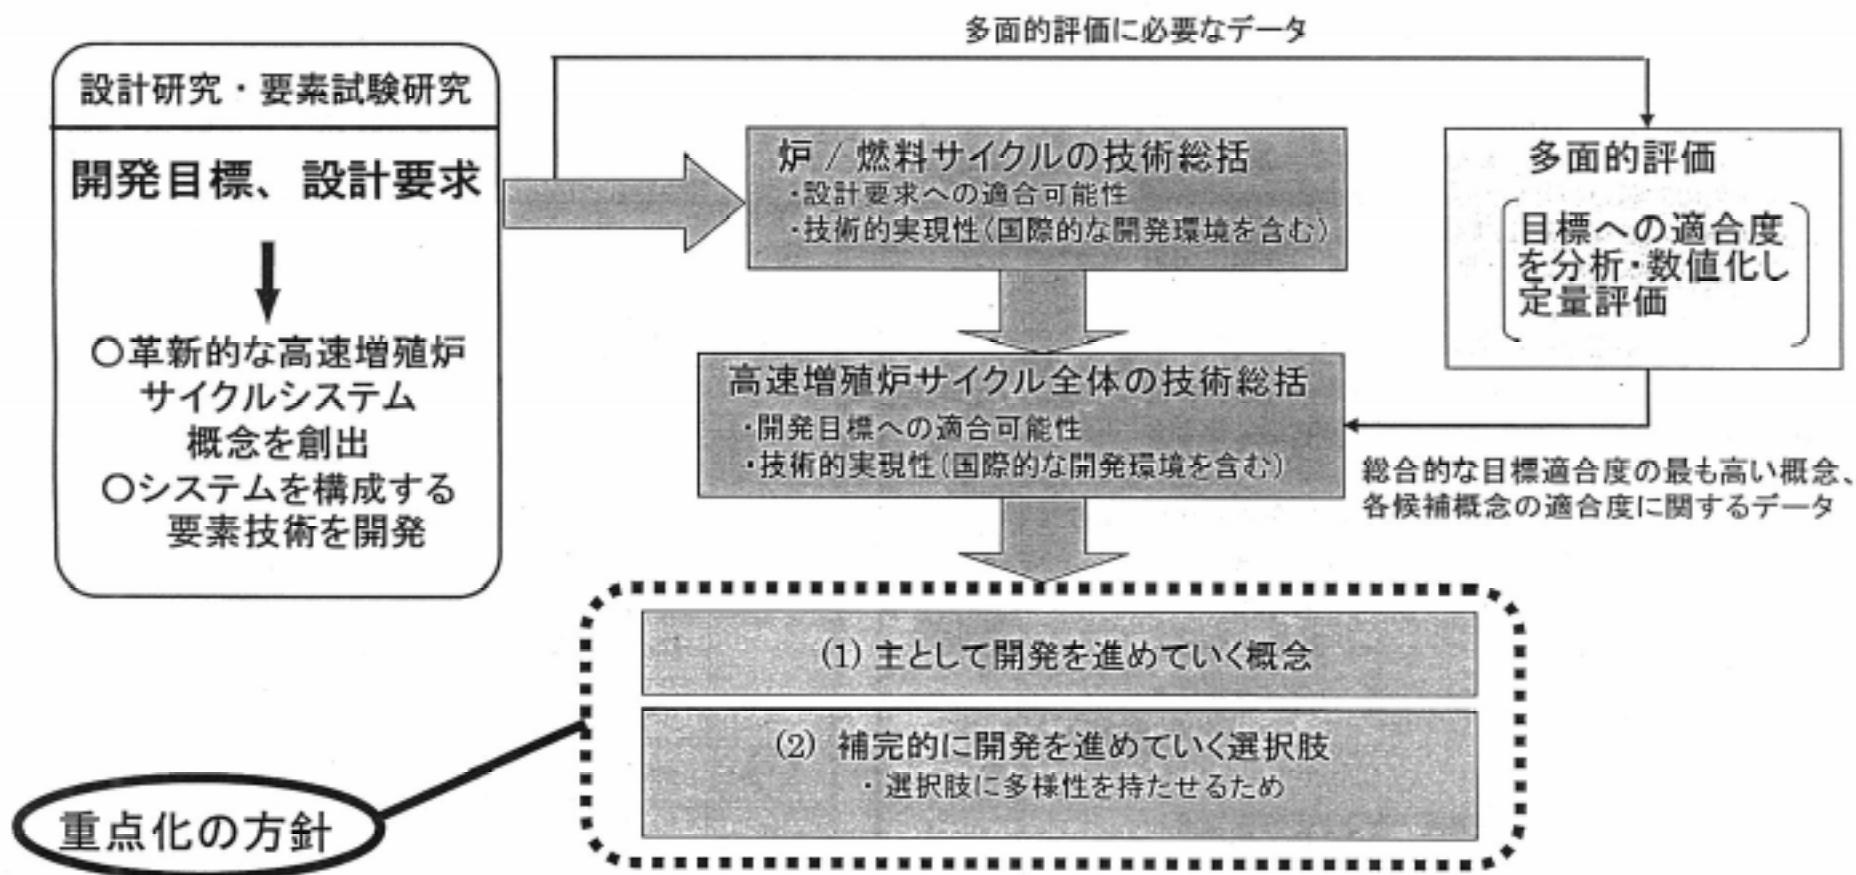 多面的評価に必要なデータ
設計研究・要素試験研究
開発目標、設計要求
○革新的な高速増殖炉
サイクルシステム
概念を創出
○システムを構成する
要素技術を開発
炉 / 燃料サイクルの技術総括
・設計要求への適合可能性
・技術的実現性(国際的な開発環境を含む)
多面的評価
目標への適合度
を分析・数値化し
定量評価
高速増殖炉サイクル全体の技術総括
・開発目標への適合可能性
・技術的実現性(国際的な開発環境を含む)
総合的な目標適合度の最も高い概念、
各候補概念の適合度に関するデータ
(1) 主として開発を進めていく概念
(2) 補完的に開発を進めていく選択肢
・選択肢に多様性を持たせるため
重点化の方針